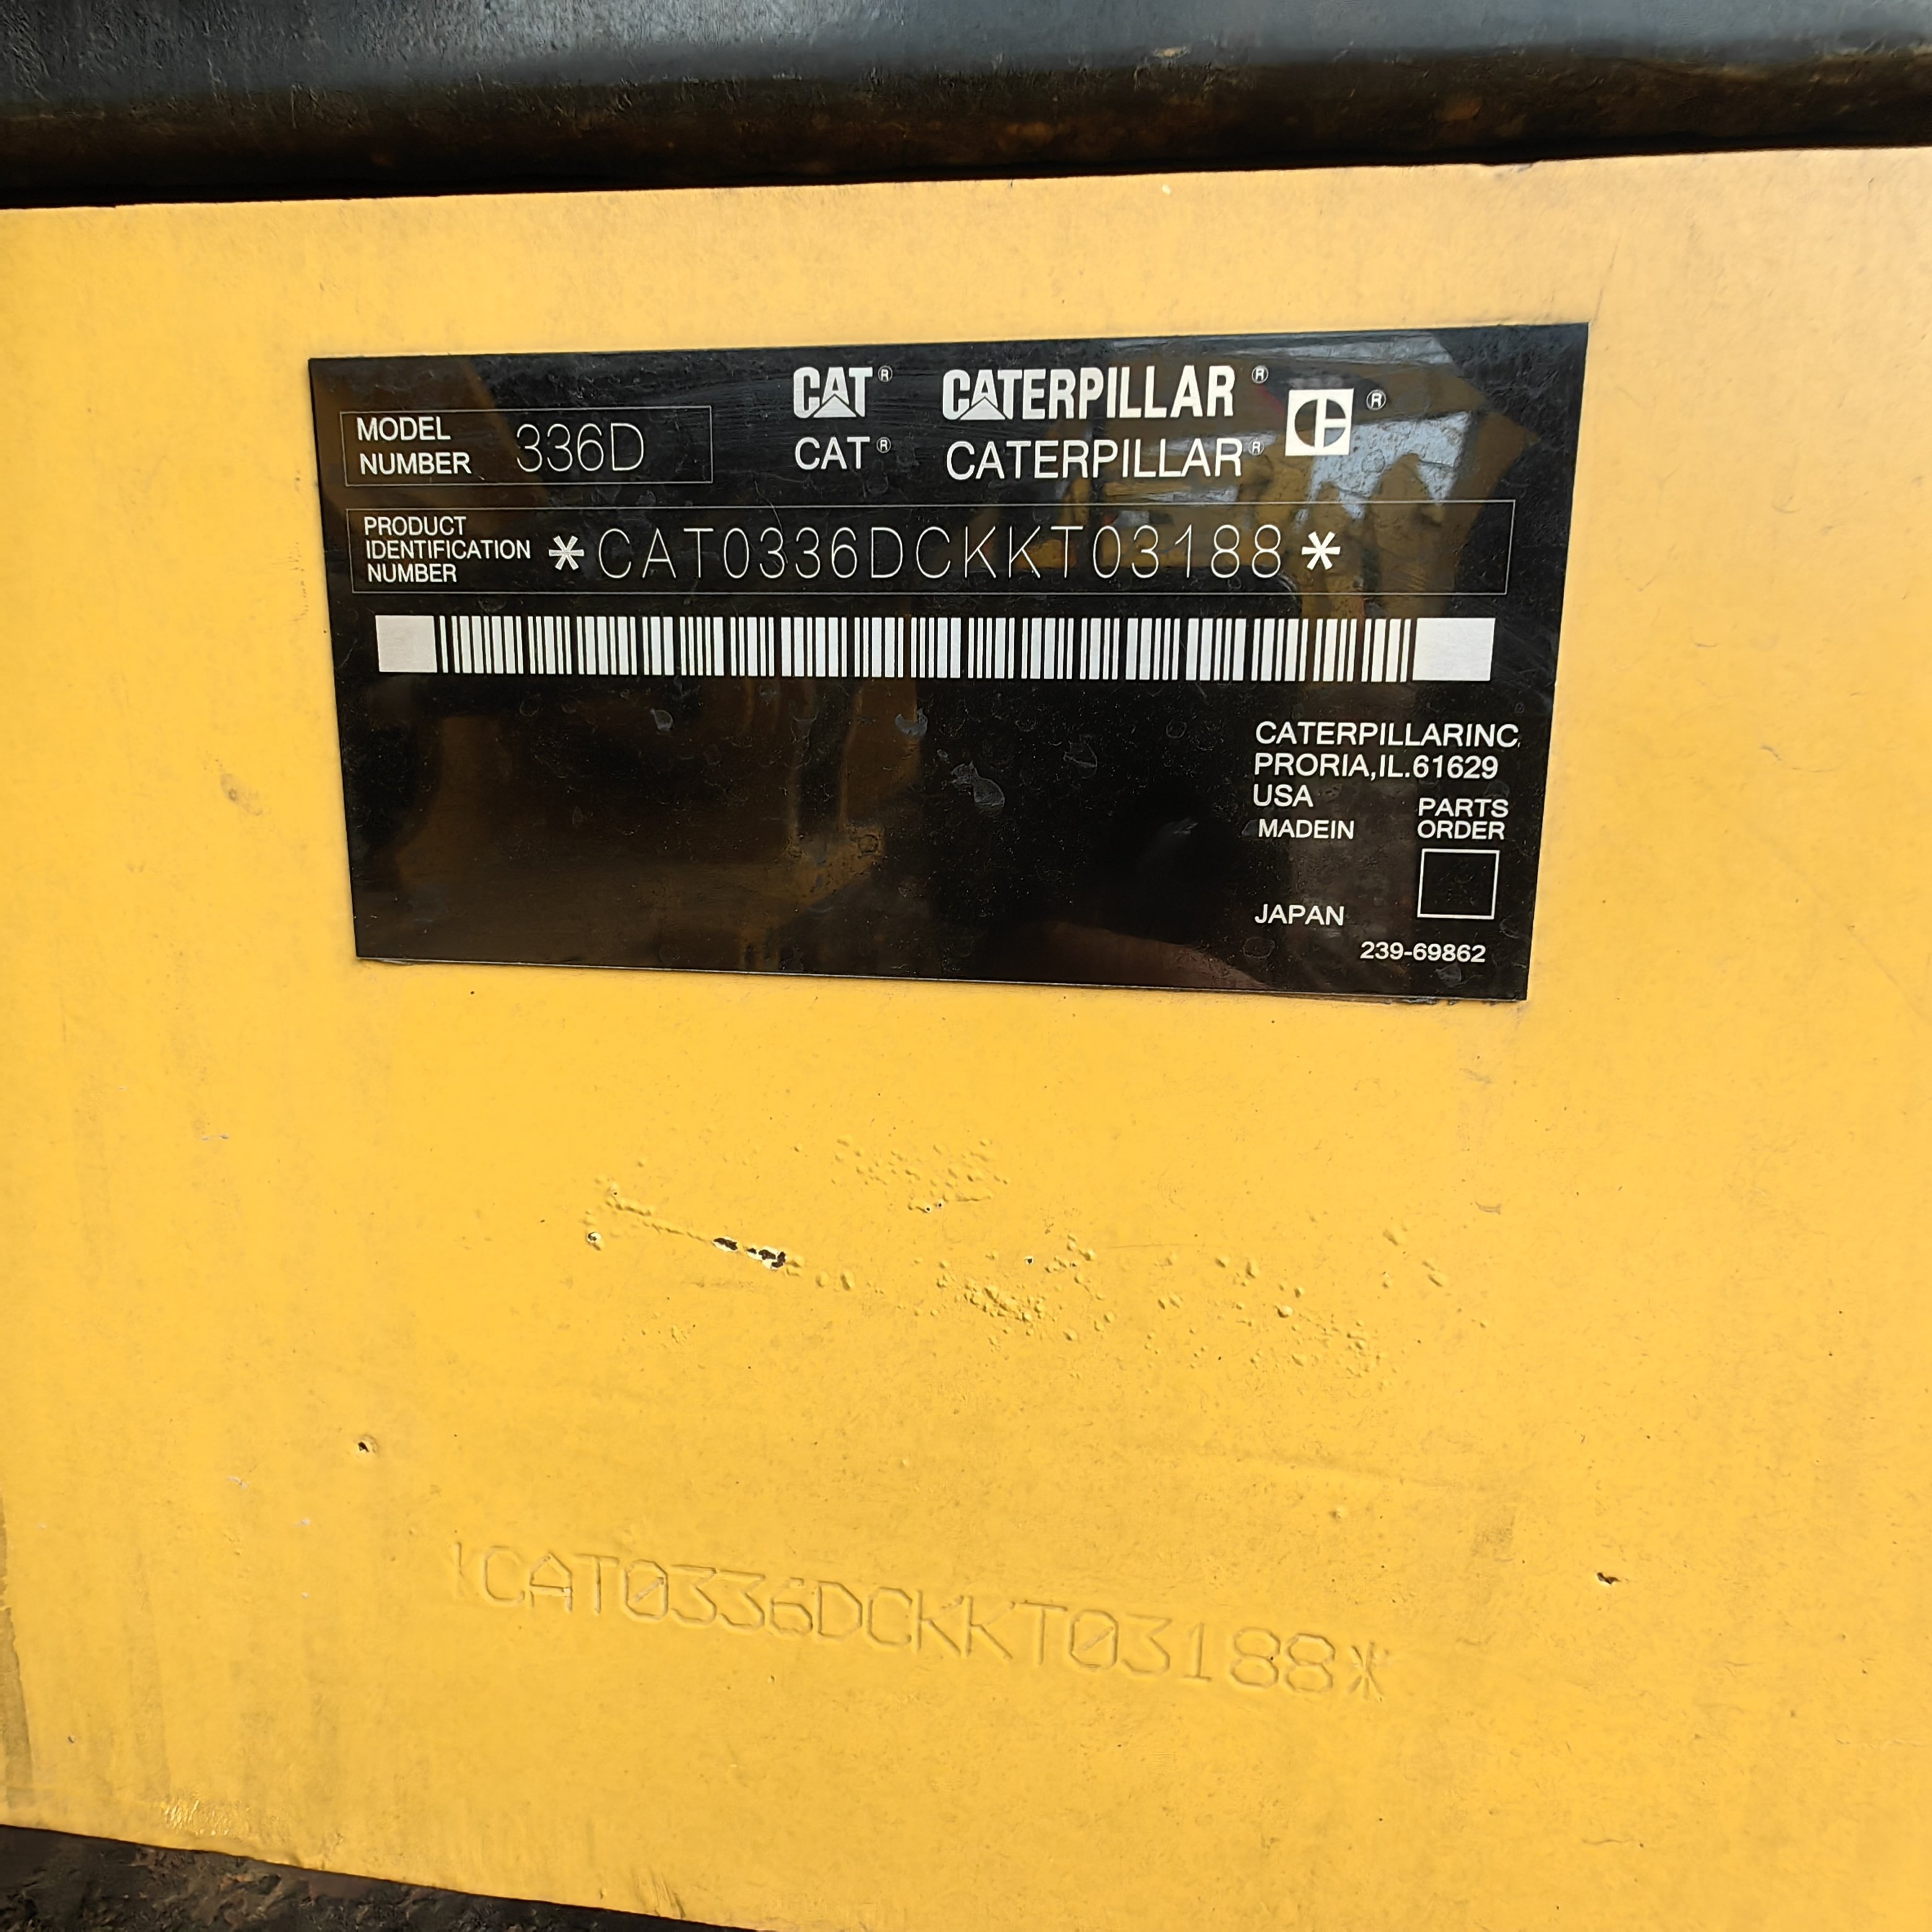 CAT® CATERPILLAR® ®
CAT® CATERPILLAR®
MODEL
NUMBER 336D
PRODUCT
IDENTIFICATION
NUMBER *CAT0336DCKKT03188*
CATERPILLARINC.
PRORIA,IL.61629
USA
MADEIN
JAPAN
PARTS
ORDER
239-69862
*CAT0336DCKKT03188*